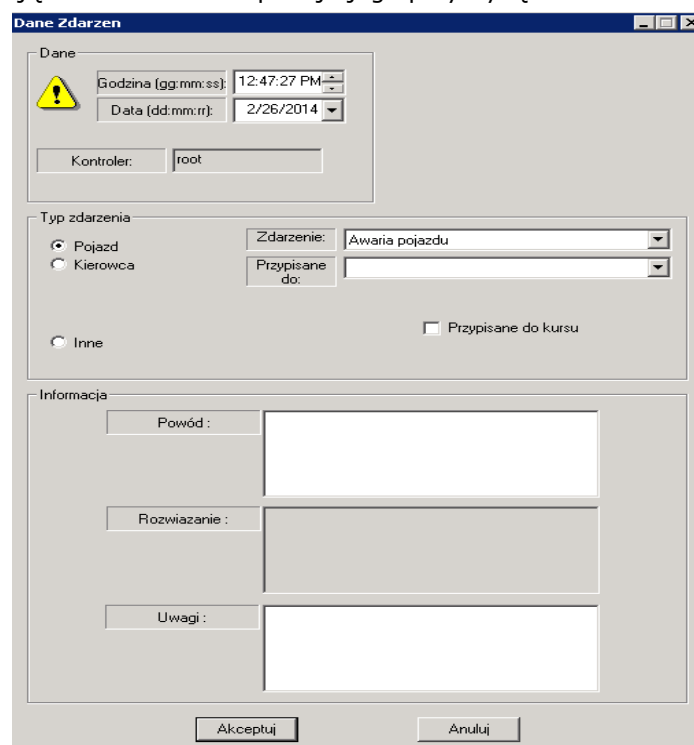 Dane Zdarzen
Dane
Godzina (gg:mm:ss): 12:47:27 PM
Data (dd:mm:rr): 2/26/2014
Kontroler: root
Typ zdarzenia
Pojazd
Zdarzenie: Awaria pojazdu
Kierowca
Przypisane do:
Przypisane do kursu
Inne
Informacja
Powód :
Rozwiazanie :
Uwagi :
Akceptuj Anuluj